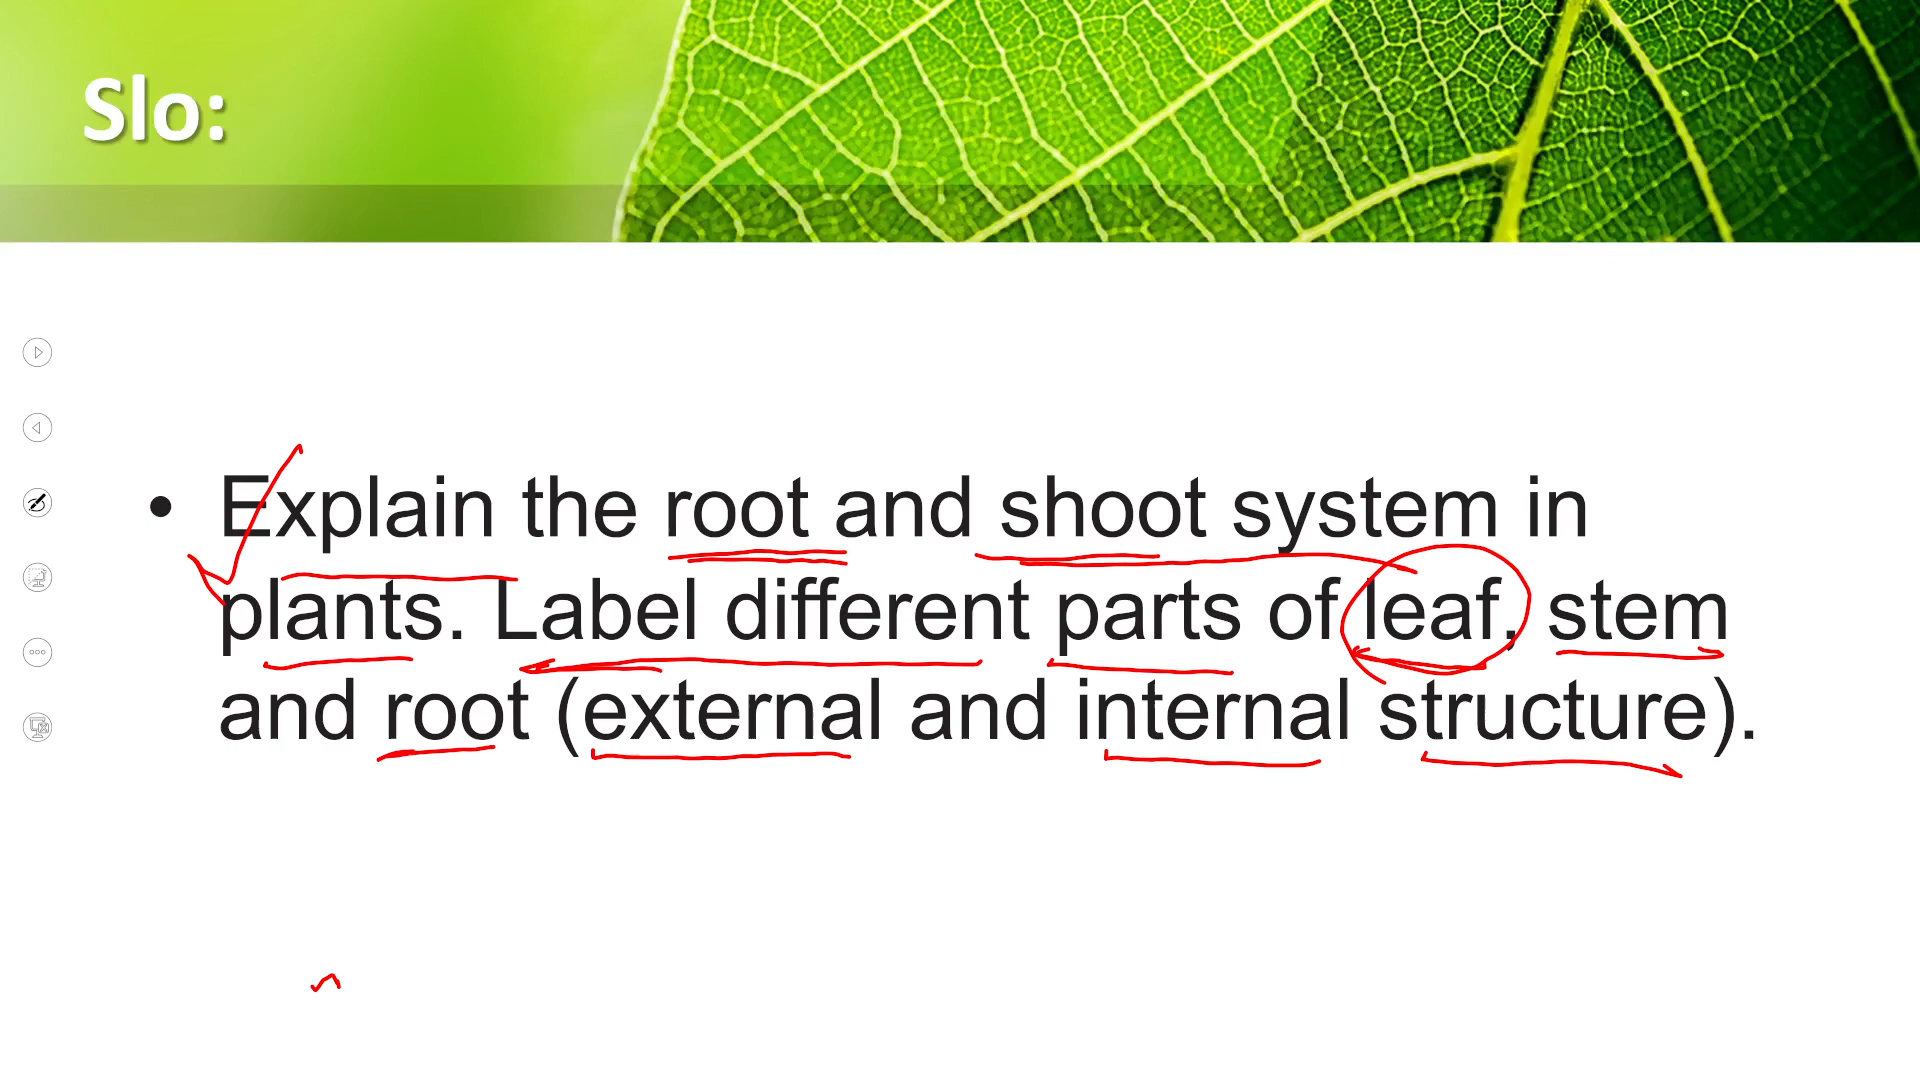 Slo:
• Explain the root and shoot system in
plants. Label different parts of leaf, stem
and root (external and internal structure).